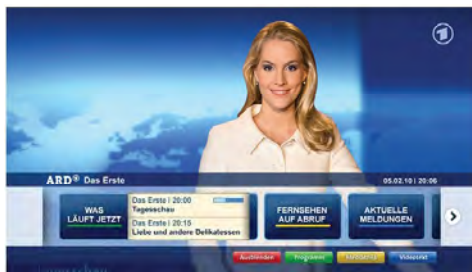 ARD Das Erste
05.02.10 | 20:06
WAS
LÄUFT JETZT
Das Erste | 20:00
Tagesschau
Das Erste | 20:15
Liebe und andere Delikatessen
FERNSEHEN
AUF ABRUF
AKTUELLE
MELDUNGEN
Ausblenden
Programm
Videotext